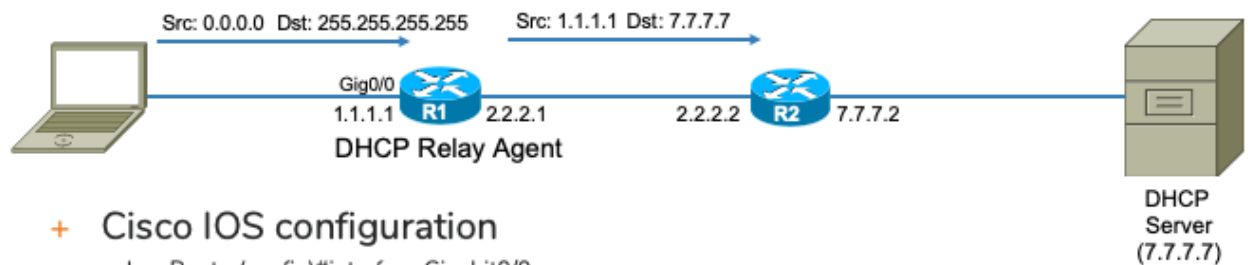 Src: 0.0.0.0 Dst: 255.255.255.255
Src: 1.1.1.1 Dst: 7.7.7.7
Gig0/0
1.1.1.1
R1
2.2.2.1
2.2.2.2
R2
7.7.7.2
DHCP Relay Agent
DHCP
Server
(7.7.7.7)
+ Cisco IOS configuration